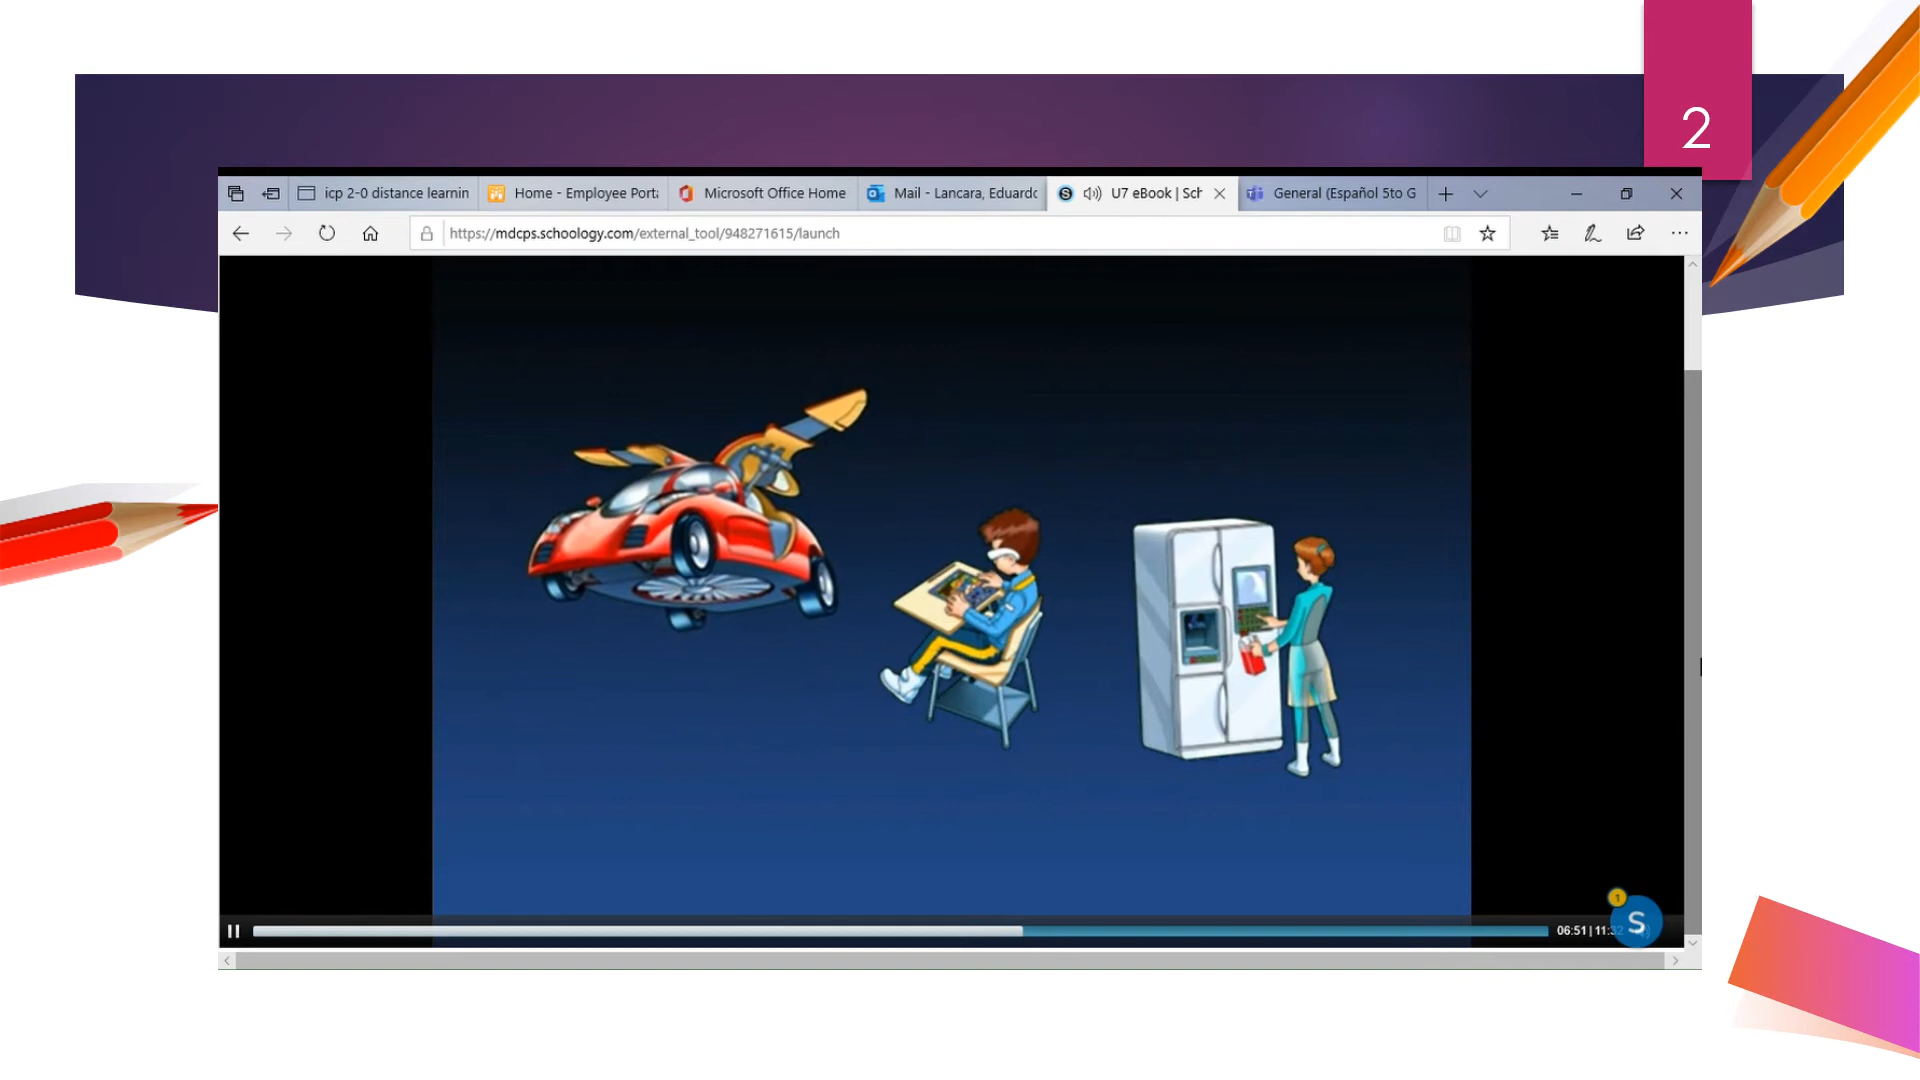 2
icp 2-0 distance learnin
Home - Employee Port
Microsoft Office Home
Mail - Lancara, Eduardo
U7 eBook | Sch
General (Español 5to G
https://mdcps.schoology.com/external_tool/948271615/launch
1
S
06:51 | 11:32